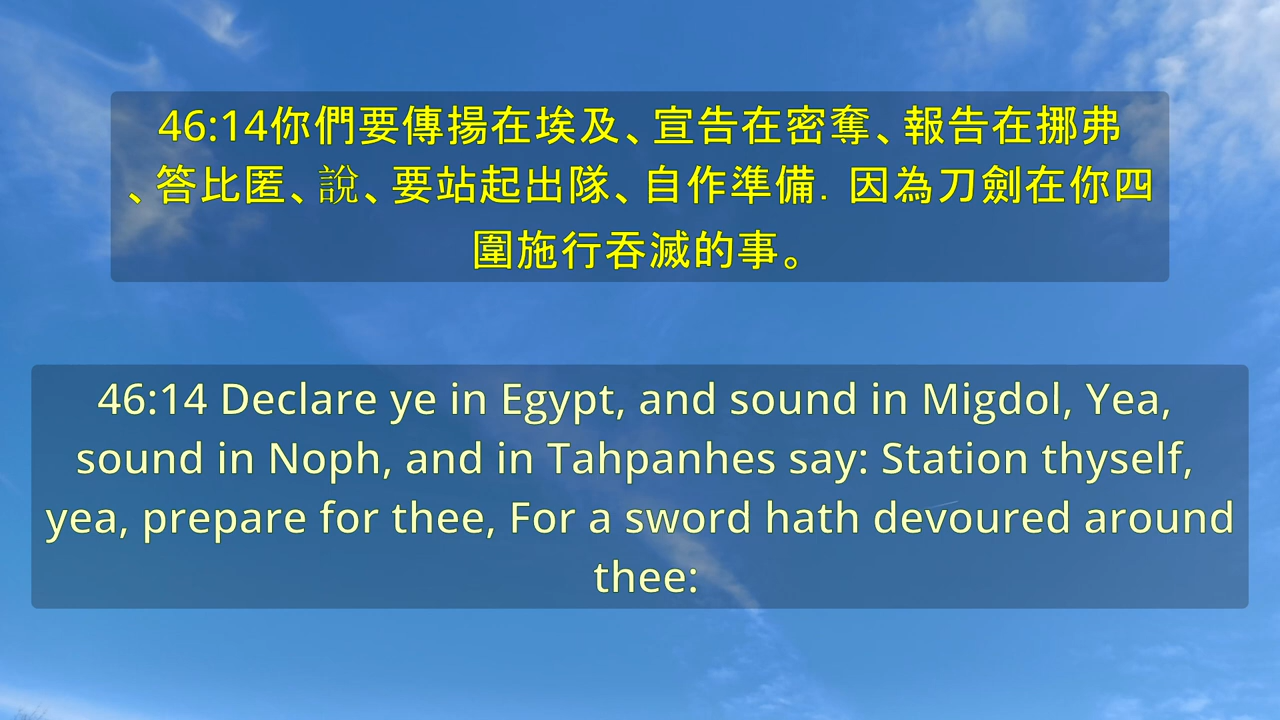 46:14你們要傳揚在埃及、宣告在密奪、報告在挪弗
、答比匿、說、要站起出隊、自作準備．因為刀劍在你四
圍施行吞滅的事。
46:14 Declare ye in Egypt, and sound in Migdol, Yea,
sound in Noph, and in Tahpanhes say: Station thyself,
yea, prepare for thee, For a sword hath devoured around
thee: